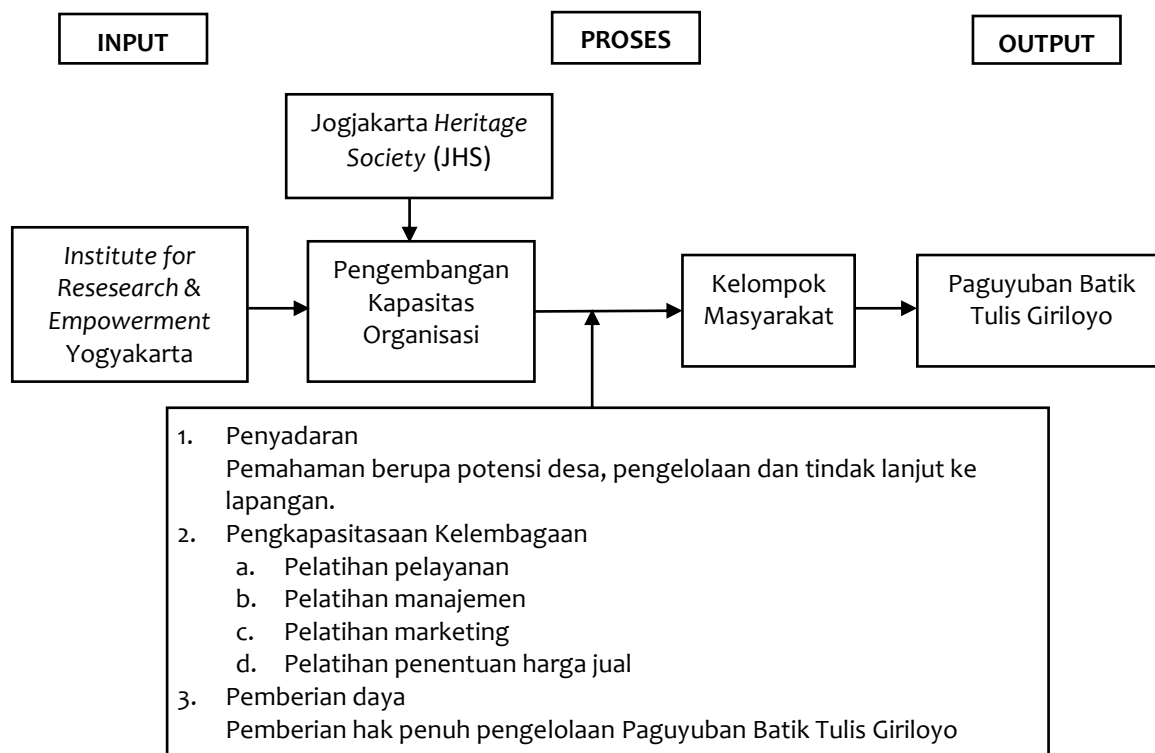 INPUT
PROSES
OUTPUT
Jogjakarta Heritage
Society (JHS)
Institute for
Resesearch &
Empowerment
Yogyakarta
Pengembangan
Kapasitas
Organisasi
Kelompok
Masyarakat
Paguyuban Batik
Tulis Giriloyo
1. Penyadaran
Pemahaman berupa potensi desa, pengelolaan dan tindak lanjut ke
lapangan.
2. Pengkapasitasaan Kelembagaan
a. Pelatihan pelayanan
b. Pelatihan manajemen
c. Pelatihan marketing
d. Pelatihan penentuan harga jual
3. Pemberian daya
Pemberian hak penuh pengelolaan Paguyuban Batik Tulis Giriloyo